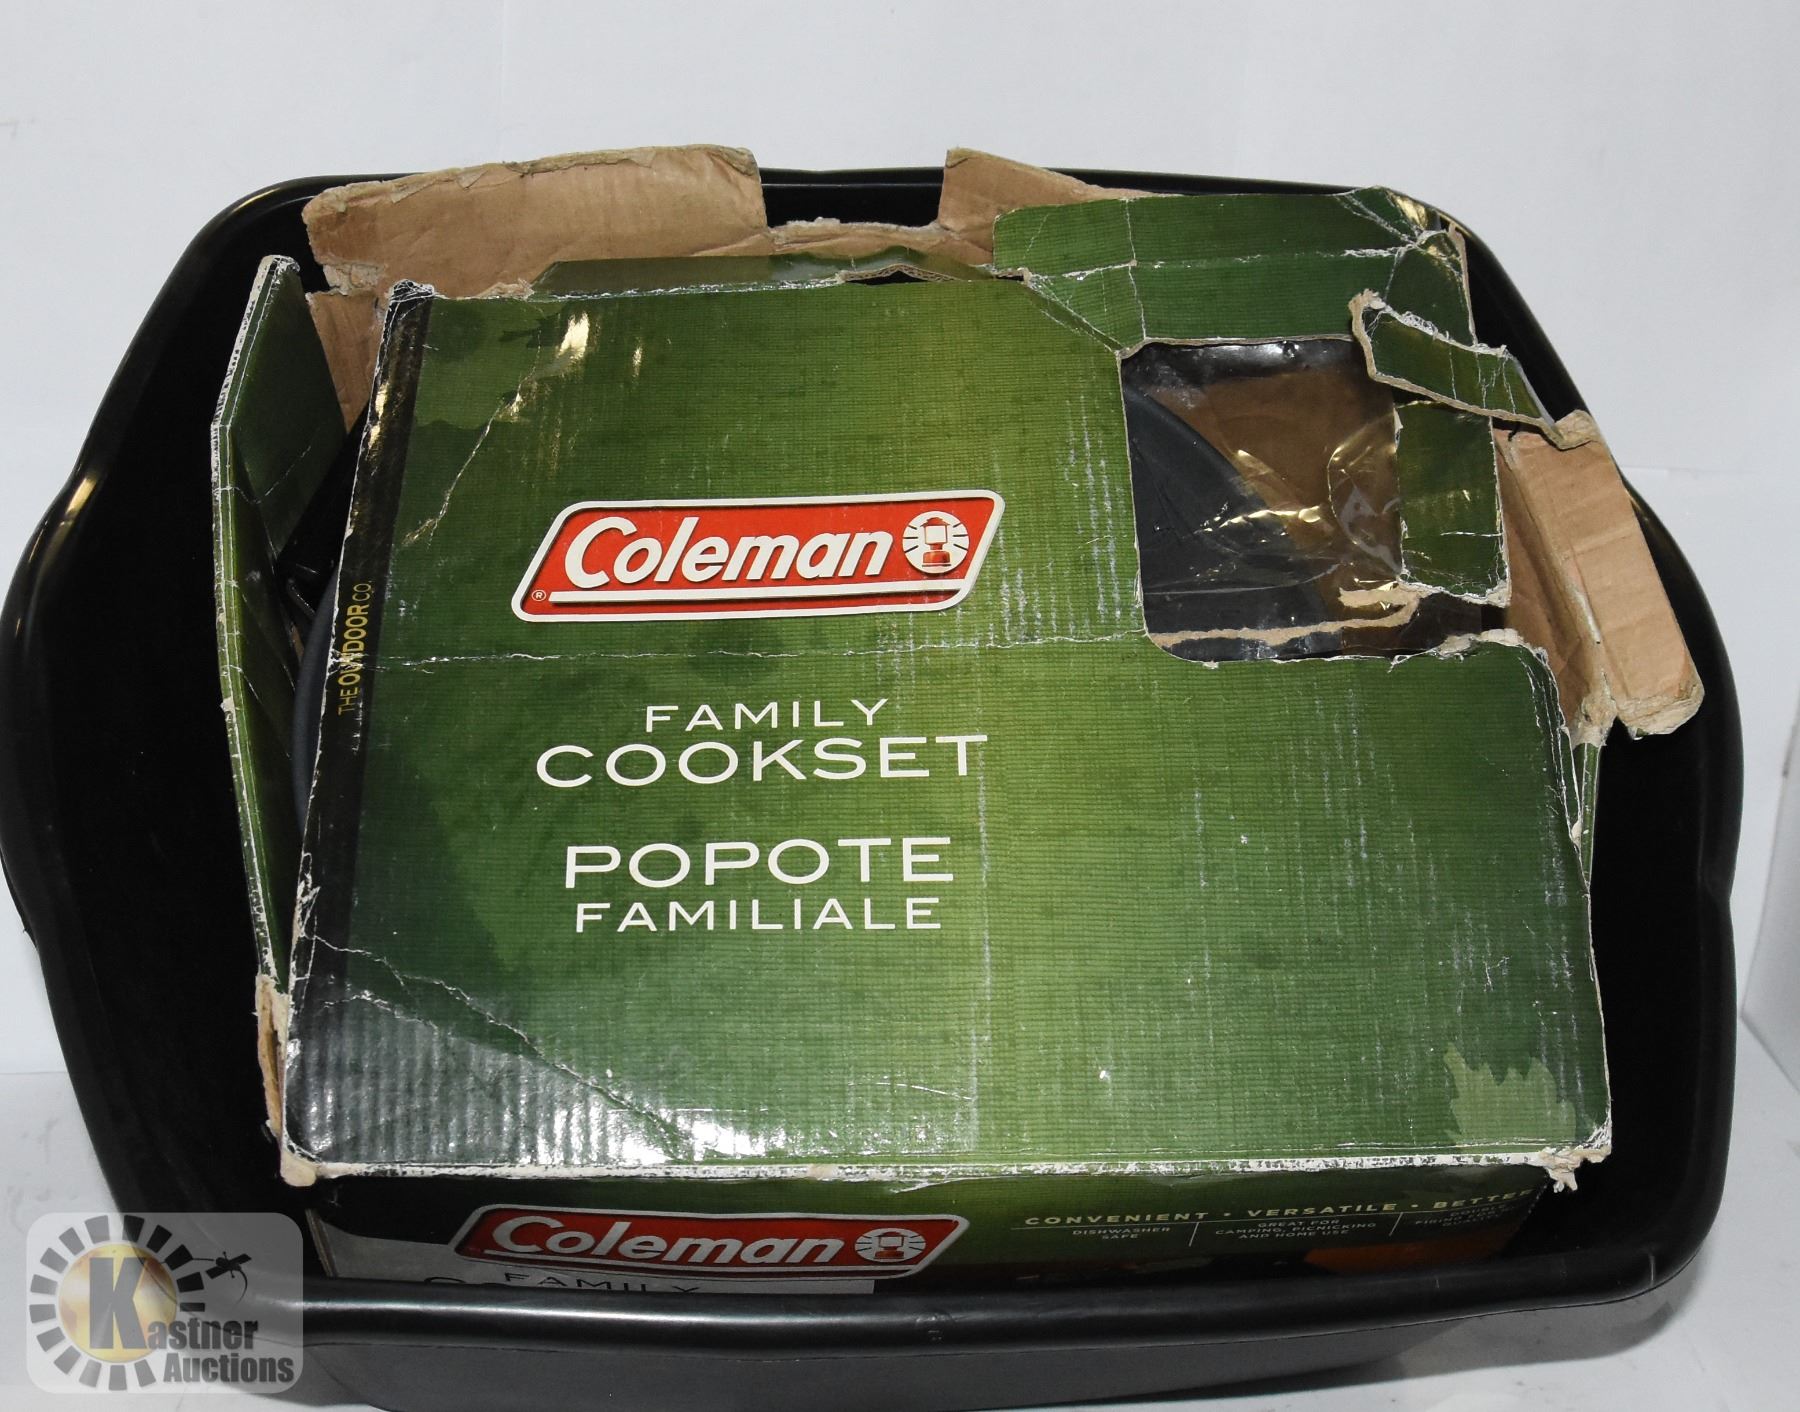 Coleman
®
THE OUTDOOR CO.
FAMILY
COOKSET
POPOTE
FAMILIALE
Coleman
FAMILY
CONVENIENT • VERSATILE • BETTER
DISHWASHER
SAFE
GREAT FOR
CAMPING, PICNICKING
AND HOME USE
Kastner
Auctions